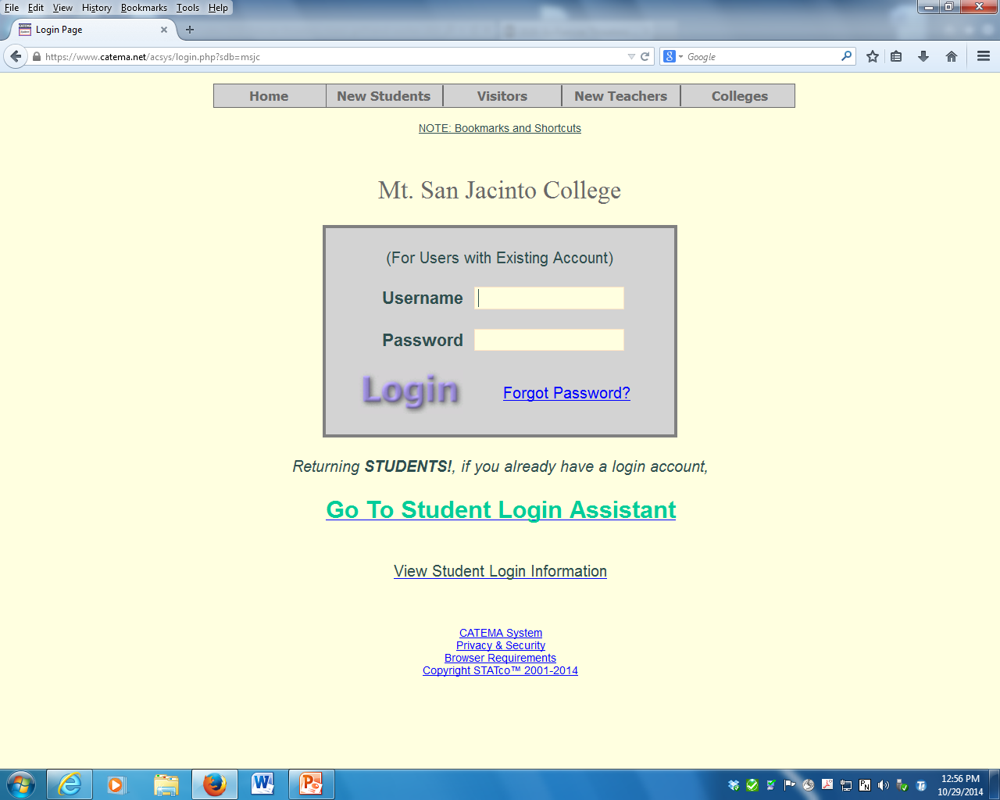 File Edit View History Bookmarks Tools Help
Login Page
https://www.catema.net/acsys/login.php?sdb=msjc
Google
Home New Students Visitors New Teachers Colleges
NOTE: Bookmarks and Shortcuts
Mt. San Jacinto College
(For Users with Existing Account)
Username
Password
Login Forgot Password?
Returning STUDENTS!, if you already have a login account,
Go To Student Login Assistant
View Student Login Information
CATEMA System
Privacy & Security
Browser Requirements
Copyright STATco™ 2001-2014
12:56 PM
10/29/2014